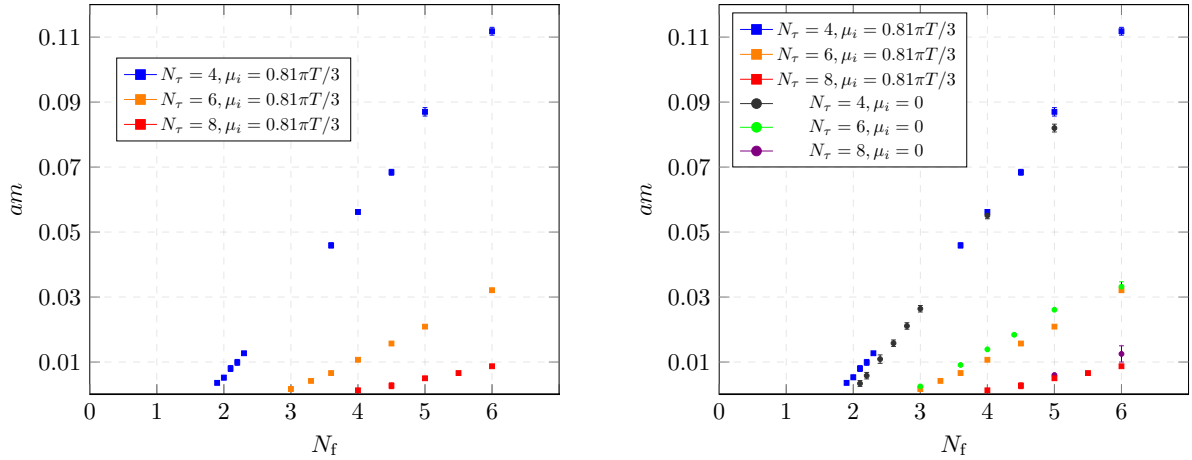 0.11
0.09
0.07
0.05
0.03
0.01
am
0 1 2 3 4 5 6
N_f
N_τ = 4, μ_i = 0.81πT/3
N_τ = 6, μ_i = 0.81πT/3
N_τ = 8, μ_i = 0.81πT/3
0.11
0.09
0.07
0.05
0.03
0.01
am
0 1 2 3 4 5 6
N_f
N_τ = 4, μ_i = 0.81πT/3
N_τ = 6, μ_i = 0.81πT/3
N_τ = 8, μ_i = 0.81πT/3
N_τ = 4, μ_i = 0
N_τ = 6, μ_i = 0
N_τ = 8, μ_i = 0